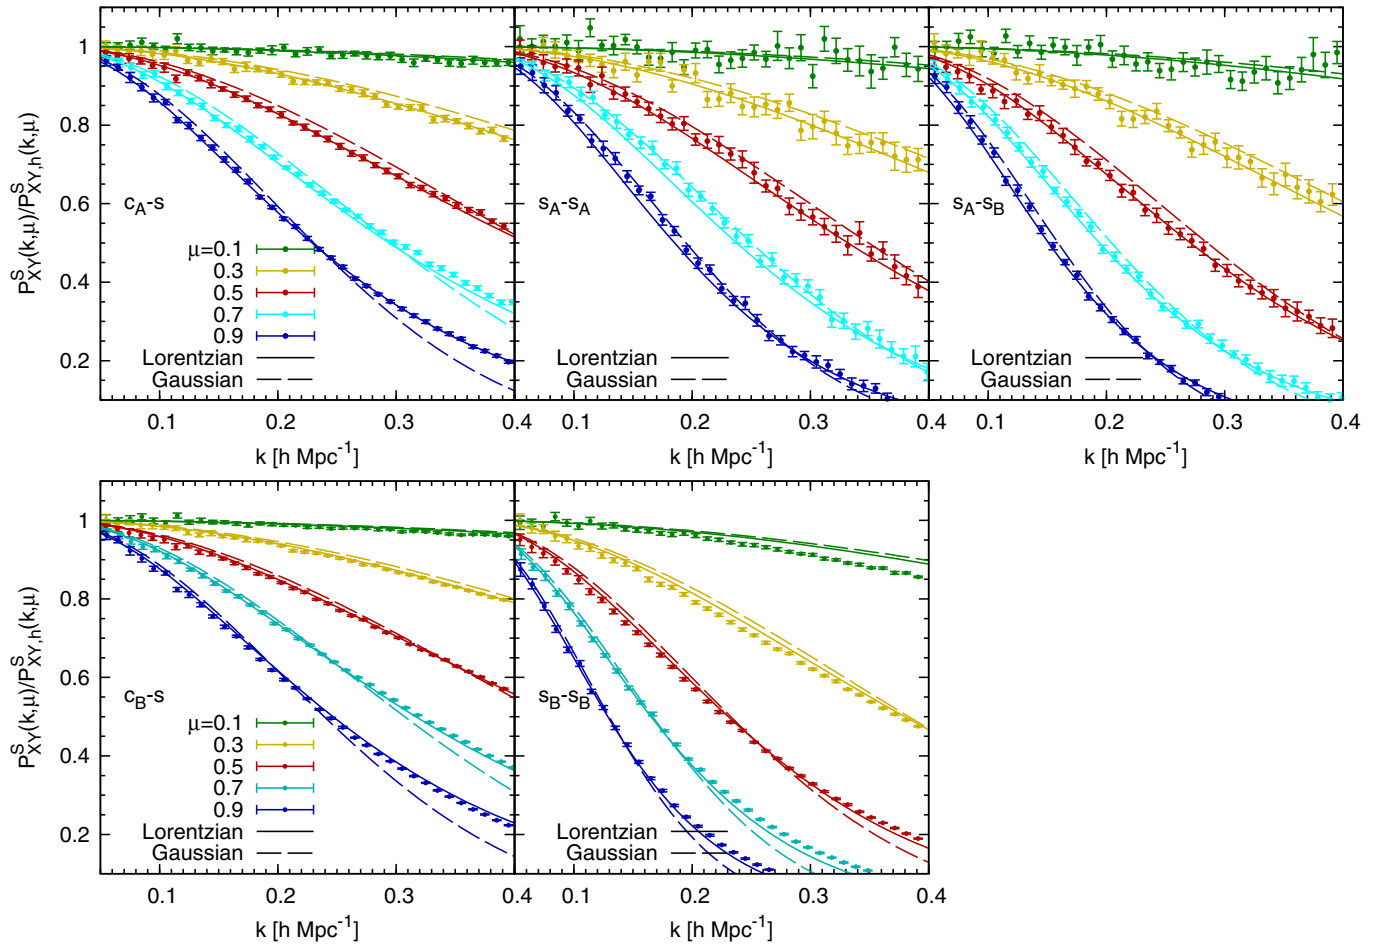 1
0.8
0.6
0.4
0.2
P^S_XY(k,μ)/P^S_XY,h(k,μ)
c_A-s
μ=0.1
0.3
0.5
0.7
0.9
Lorentzian
Gaussian
0.1 0.2 0.3 0.4
k [h Mpc^-1]
s_A-s_A
Lorentzian
Gaussian
0.1 0.2 0.3
k [h Mpc^-1]
s_A-s_B
Lorentzian
Gaussian
0.1 0.2 0.3 0.4
k [h Mpc^-1]
1
0.8
0.6
0.4
0.2
P^S_XY(k,μ)/P^S_XY,h(k,μ)
c_B-s
μ=0.1
0.3
0.5
0.7
0.9
Lorentzian
Gaussian
0.1 0.2 0.3 0.4
k [h Mpc^-1]
s_B-s_B
Lorentzian
Gaussian
0.1 0.2 0.3 0.4
k [h Mpc^-1]